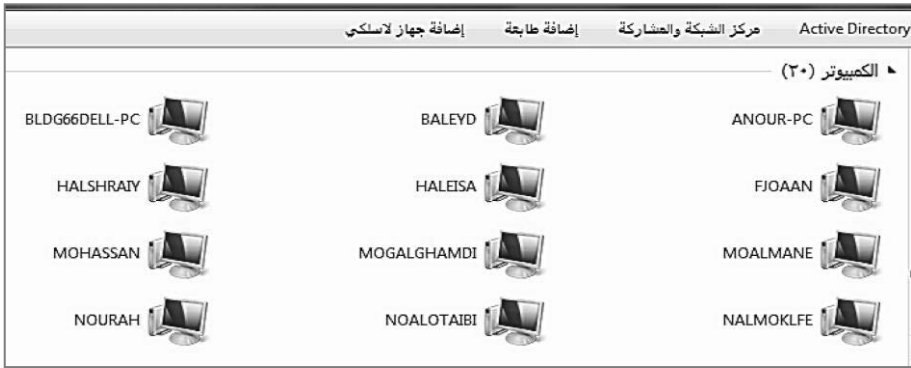 Active Directory مركز الشبكة والمشاركة إضافة طابعة إضافة جهاز لاسلكي
الكمبيوتر (٢٠)
ANOUR-PC BALEYD BLDG66DELL-PC
FJOAAN HALEISA HALSHRAIY
MOALMANE MOGALGHAMDI MOHASSAN
NALMOKLFE NOALOTAIBI NOURAH